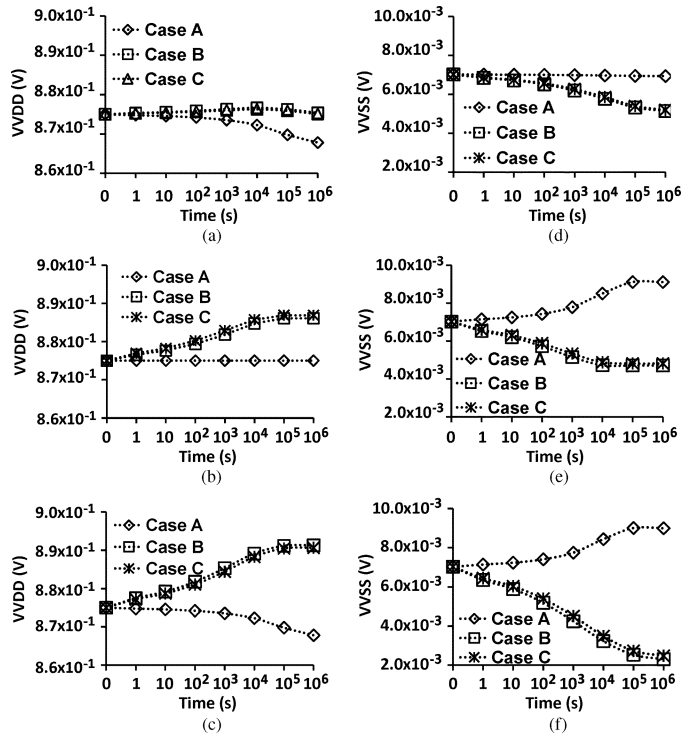 VVDD (V)
9.0x10⁻¹
8.9x10⁻¹
8.8x10⁻¹
8.7x10⁻¹
8.6x10⁻¹
Case A
Case B
Case C
0 1 10 10² 10³ 10⁴ 10⁵ 10⁶
Time (s)
(a)
VVSS (V)
10.0x10⁻³
8.0x10⁻³
6.0x10⁻³
4.0x10⁻³
2.0x10⁻³
Case A
Case B
Case C
0 1 10 10² 10³ 10⁴ 10⁵ 10⁶
Time (s)
(d)
VVDD (V)
9.0x10⁻¹
8.9x10⁻¹
8.8x10⁻¹
8.7x10⁻¹
8.6x10⁻¹
Case A
Case B
Case C
0 1 10 10² 10³ 10⁴ 10⁵ 10⁶
Time (s)
(b)
VVSS (V)
10.0x10⁻³
8.0x10⁻³
6.0x10⁻³
4.0x10⁻³
2.0x10⁻³
Case A
Case B
Case C
0 1 10 10² 10³ 10⁴ 10⁵ 10⁶
Time (s)
(e)
VVDD (V)
9.0x10⁻¹
8.9x10⁻¹
8.8x10⁻¹
8.7x10⁻¹
8.6x10⁻¹
Case A
Case B
Case C
0 1 10 10² 10³ 10⁴ 10⁵ 10⁶
Time (s)
(c)
VVSS (V)
10.0x10⁻³
8.0x10⁻³
6.0x10⁻³
4.0x10⁻³
2.0x10⁻³
Case A
Case B
Case C
0 1 10 10² 10³ 10⁴ 10⁵ 10⁶
Time (s)
(f)